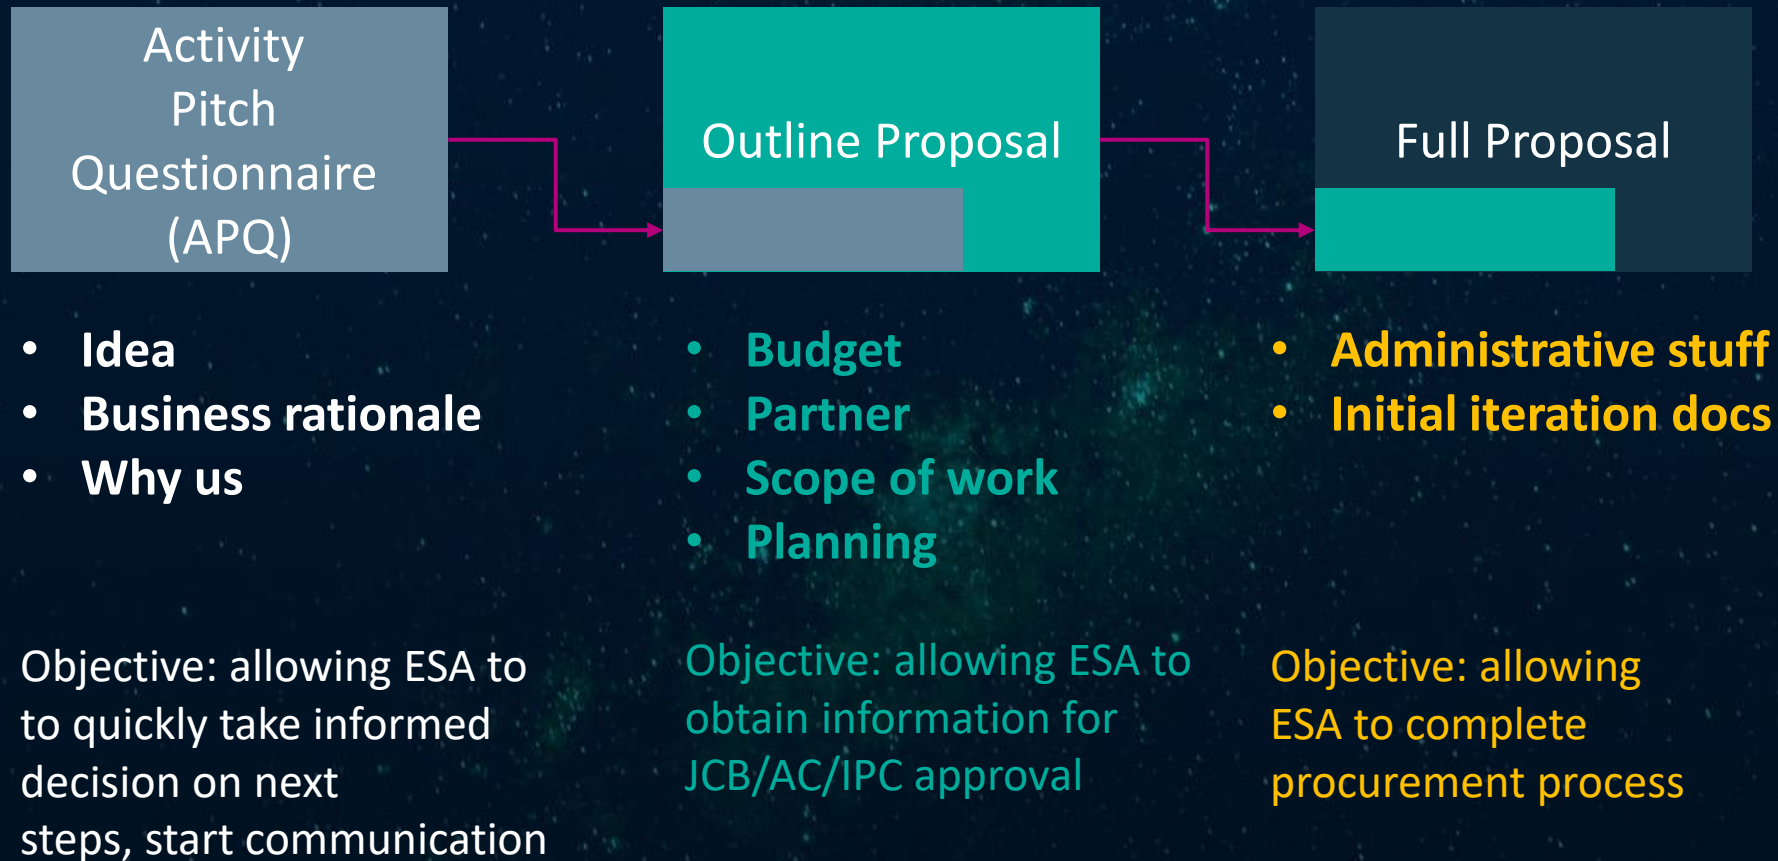 Activity
Pitch
Questionnaire
(APQ)
Outline Proposal
Full Proposal
• Idea
• Business rationale
• Why us
• Budget
• Partner
• Scope of work
• Planning
• Administrative stuff
• Initial iteration docs
Objective: allowing ESA to
to quickly take informed
decision on next
steps, start communication
Objective: allowing ESA to
obtain information for
JCB/AC/IPC approval
Objective: allowing
ESA to complete
procurement process